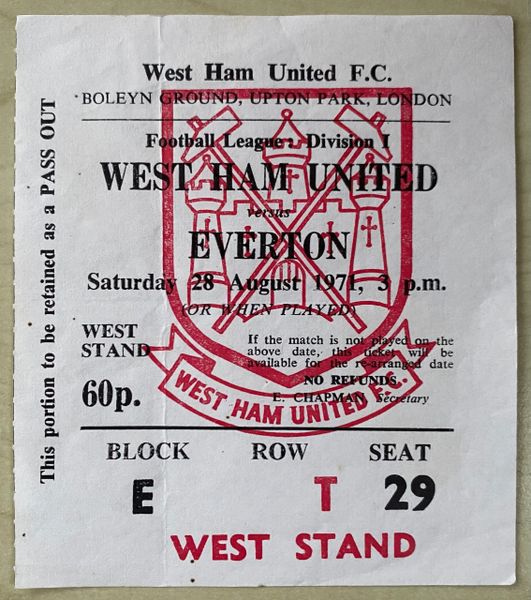 West Ham United F.C.
BOLEYN GROUND, UPTON PARK, LONDON
Football League: Division I
WEST HAM UNITED
versus
EVERTON
Saturday 28 August 1971, 3 p.m.
(OR WHEN PLAYED)
WEST
STAND
60p.
If the match is not played on the
above date, this ticket will be
available for the re-arranged date
NO REFUNDS
E. CHAPMAN, Secretary
WEST HAM UNITED F.C.
BLOCK ROW SEAT
E T 29
WEST STAND
This portion to be retained as a PASS OUT